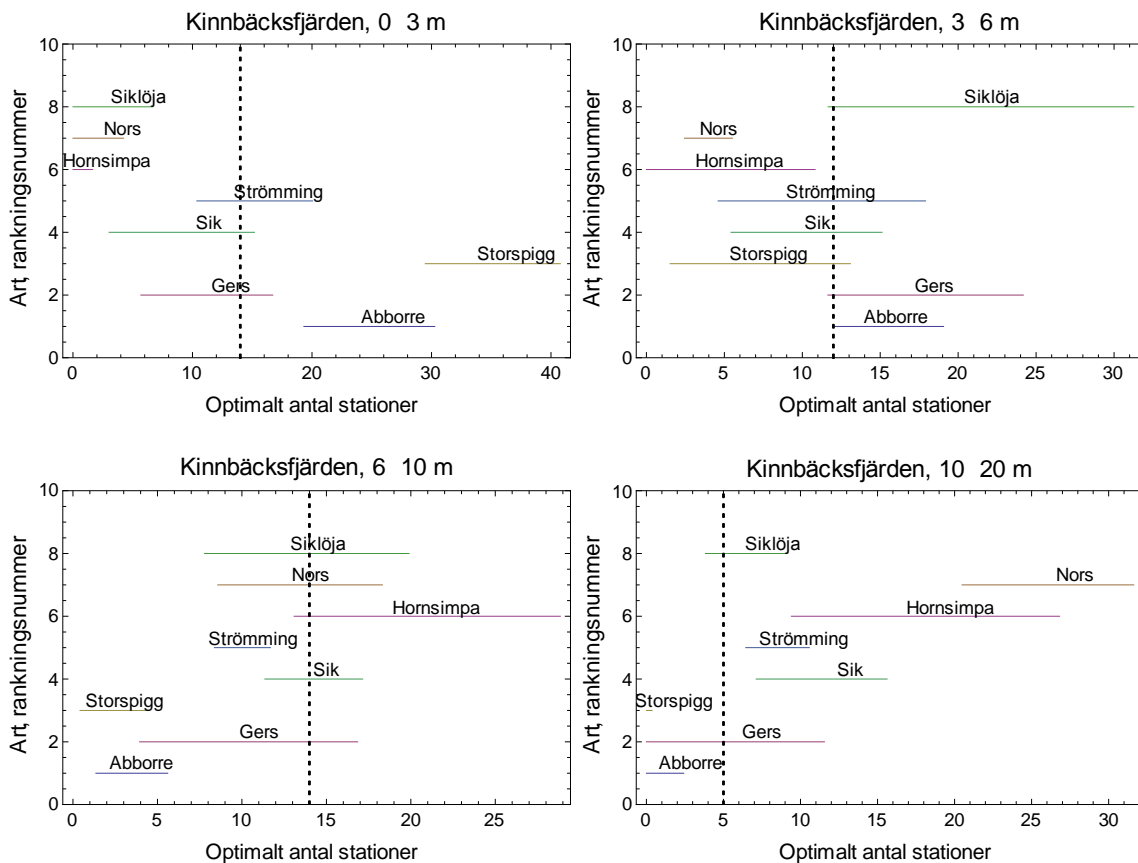 Kinnbäcksfjärden, 0 3 m
10
8
6
4
2
0
Art, rankningsnummer
Siklöja
Nors
Hornsimpa
Strömming
Sik
Storspigg
Gers
Abborre
0 10 20 30 40
Optimalt antal stationer
Kinnbäcksfjärden, 3 6 m
10
8
6
4
2
0
Art, rankningsnummer
Siklöja
Nors
Hornsimpa
Strömming
Sik
Storspigg
Gers
Abborre
0 5 10 15 20 25 30
Optimalt antal stationer
Kinnbäcksfjärden, 6 10 m
10
8
6
4
2
0
Art, rankningsnummer
Siklöja
Nors
Hornsimpa
Strömming
Sik
Storspigg
Gers
Abborre
0 5 10 15 20 25
Optimalt antal stationer
Kinnbäcksfjärden, 10 20 m
10
8
6
4
2
0
Art, rankningsnummer
Siklöja
Nors
Hornsimpa
Strömming
Sik
Storspigg
Gers
Abborre
0 5 10 15 20 25 30
Optimalt antal stationer